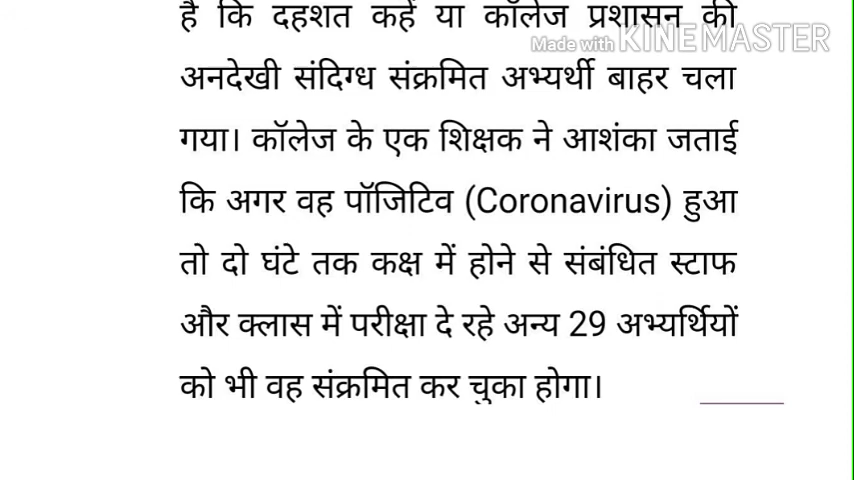 है कि दहशत कहें या कॉलेज प्रशासन की
Made with KINEMASTER
अनदेखी संदिग्ध संक्रमित अभ्यर्थी बाहर चला
गया। कॉलेज के एक शिक्षक ने आशंका जताई
कि अगर वह पॉजिटिव (Coronavirus) हुआ
तो दो घंटे तक कक्ष में होने से संबंधित स्टाफ
और क्लास में परीक्षा दे रहे अन्य 29 अभ्यर्थियों
को भी वह संक्रमित कर चुका होगा।